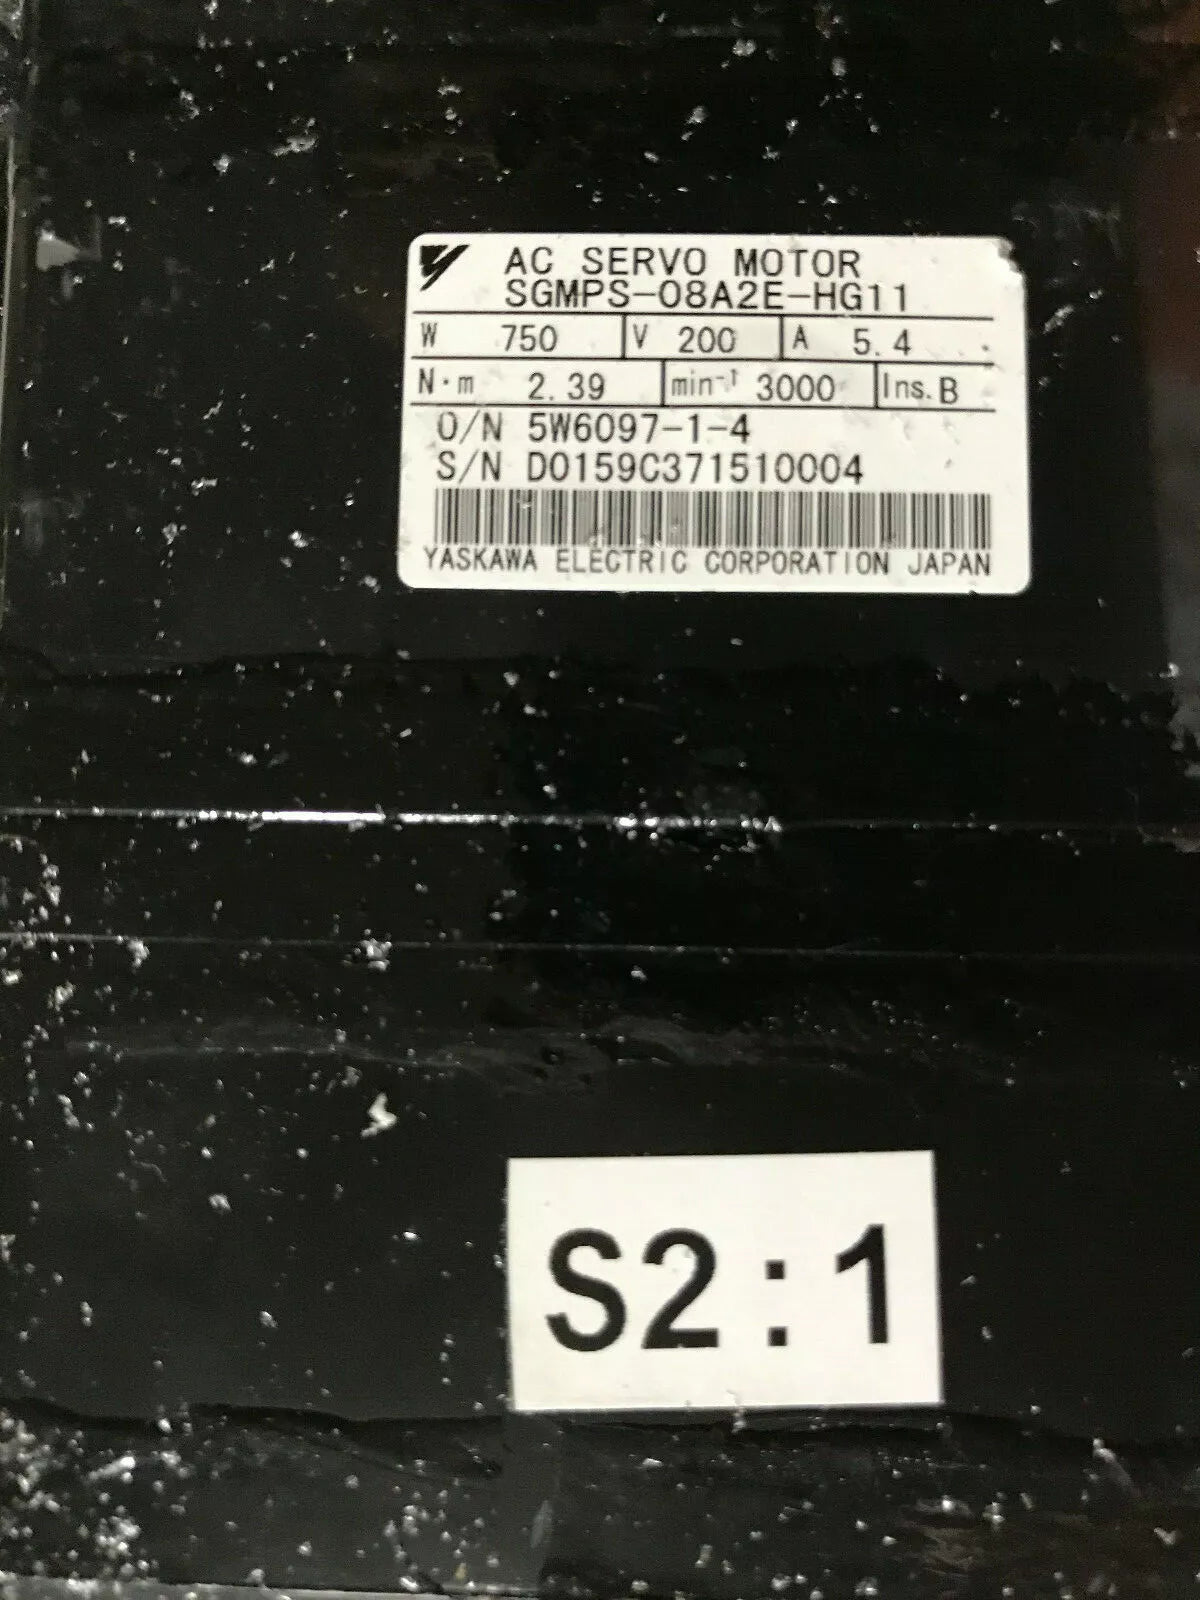 AC SERVO MOTOR
SGMPS-08A2E-HG11
W 750 V 200 A 5.4
N·m 2.39 min⁻¹ 3000 Ins. B
O/N 5W6097-1-4
S/N D0159C371510004
YASKAWA ELECTRIC CORPORATION JAPAN
S2:1